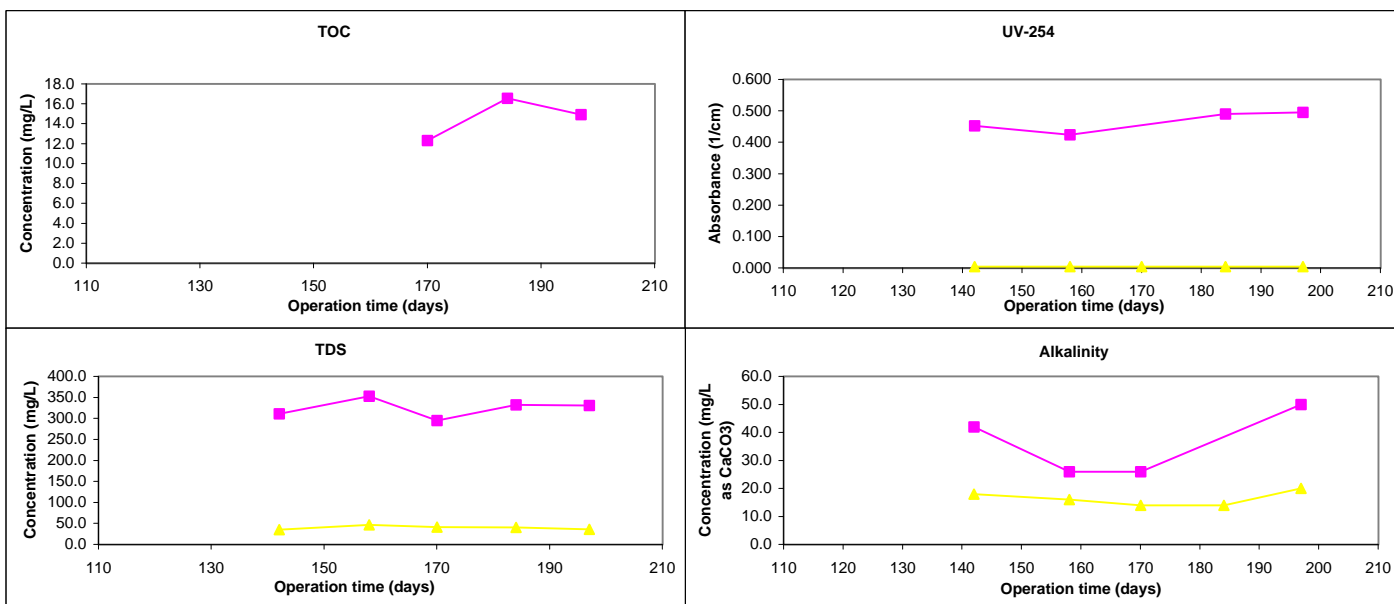 TOC
Concentration (mg/L)
18.0
16.0
14.0
12.0
10.0
8.0
6.0
4.0
2.0
0.0
110 130 150 170 190 210
Operation time (days)
UV-254
Absorbance (1/cm)
0.600
0.500
0.400
0.300
0.200
0.100
0.000
110 120 130 140 150 160 170 180 190 200 210
Operation time (days)
TDS
Concentration (mg/L)
400.0
350.0
300.0
250.0
200.0
150.0
100.0
50.0
0.0
110 130 150 170 190 210
Operation time (days)
Alkalinity
Concentration (mg/L
as CaCO3)
60.0
50.0
40.0
30.0
20.0
10.0
0.0
110 120 130 140 150 160 170 180 190 200 210
Operation time (days)